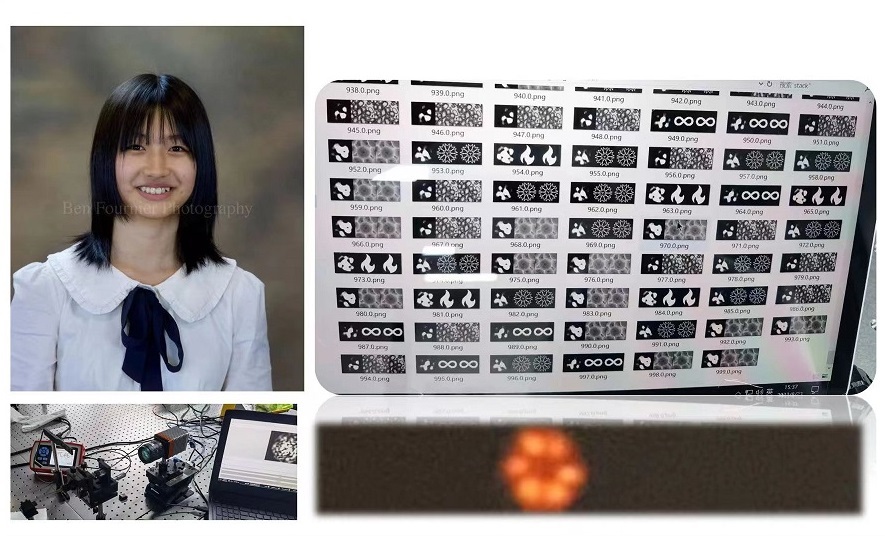 Ben Fournier Photography
搜索"stack"
938.0.png 939.0.png 940.0.png 941.0.png 942.0.png 943.0.png 944.0.png
945.0.png 946.0.png 947.0.png 948.0.png 949.0.png 950.0.png 951.0.png
952.0.png 953.0.png 954.0.png 955.0.png 956.0.png 957.0.png 958.0.png
959.0.png 960.0.png 961.0.png 962.0.png 963.0.png 964.0.png 965.0.png
966.0.png 967.0.png 968.0.png 969.0.png 970.0.png 971.0.png 972.0.png
973.0.png 975.0.png 976.0.png 977.0.png 978.0.png 979.0.png
980.0.png 981.0.png 982.0.png 983.0.png 984.0.png 985.0.png 986.0.png
987.0.png 988.0.png 989.0.png 990.0.png 991.0.png 992.0.png 993.0.png
994.0.png 995.0.png 996.0.png 997.0.png 998.0.png 999.0.png
英 15:37